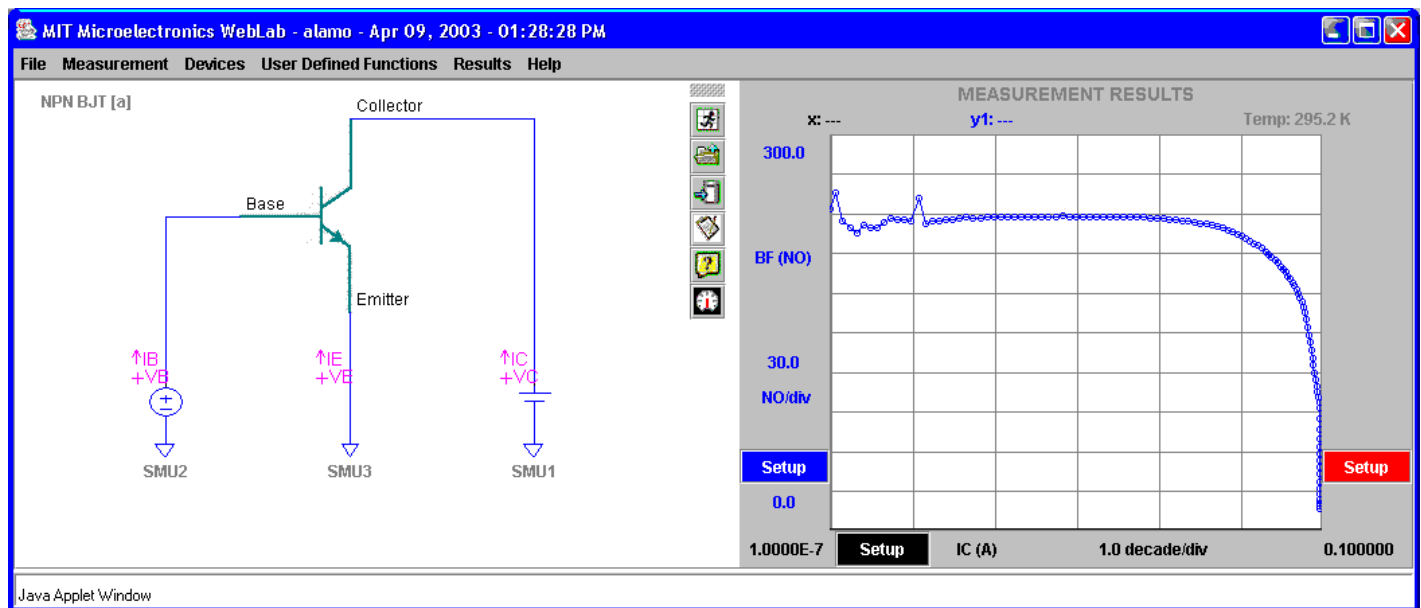 MIT Microelectronics WebLab - alamo - Apr 09, 2003 - 01:28:28 PM
File Measurement Devices User Defined Functions Results Help
NPN BJT [a]
Collector
Base
Emitter
↑IB
+VB
↑IE
+VE
↑IC
+VC
SMU2
SMU3
SMU1
MEASUREMENT RESULTS
x: ---
y1: ---
Temp: 295.2 K
300.0
BF (NO)
30.0
NO/div
Setup
Setup
0.0
1.0000E-7
Setup
IC (A)
1.0 decade/div
0.100000
Java Applet Window